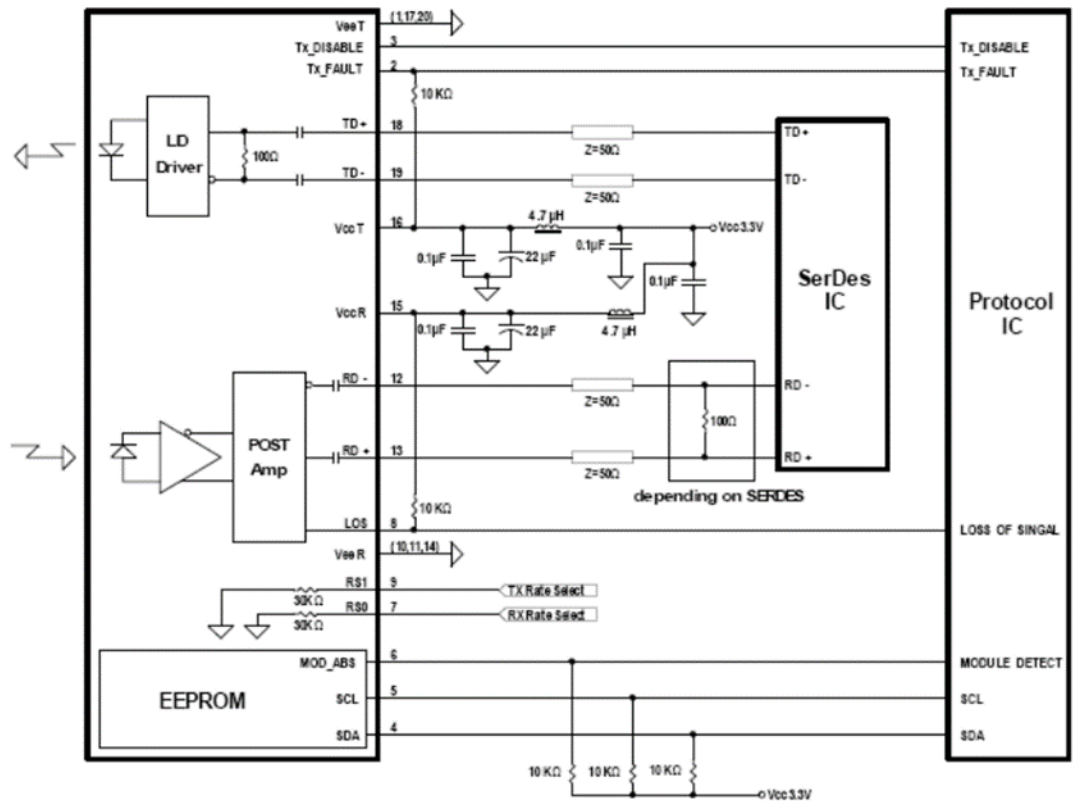 VeeT
(1,17,20)
Tx_DISABLE
3
Tx_DISABLE
Tx_FAULT
2
Tx_FAULT
10 KΩ
LD
Driver
100Ω
TD+
18
Z=50Ω
TD+
TD-
19
Z=50Ω
TD-
VccT
16
4.7 µH
Vcc3.3V
0.1µF
22 µF
0.1µF
0.1µF
VccR
15
0.1µF
22 µF
4.7 µH
SerDes
IC
Protocol
IC
RD -
12
Z=50Ω
RD -
100Ω
POST
Amp
RD +
13
Z=50Ω
RD +
depending on SERDES
10 KΩ
LOS
8
LOSS OF SINGAL
VeeR
(10,11,14)
RS1
9
TX Rate Select
30KΩ
RS0
7
RX Rate Select
30KΩ
EEPROM
MOD_ABS
6
MODULE DETECT
SCL
5
SCL
SDA
4
SDA
10 KΩ
10 KΩ
10 KΩ
Vcc3.3V